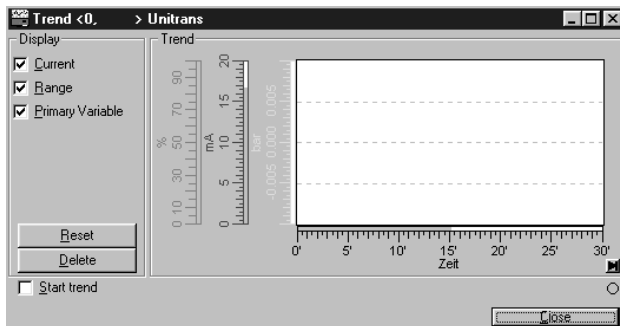 Trend <0, > Unitrans
Display
Current
Range
Primary Variable
Reset
Delete
Start trend
Trend
% 0 10 30 50 70 90
mA 0 5 10 15 20
bar -0.005 0.000 0.005
0' 5' 10' 15' 20' 25' 30'
Zeit
Close